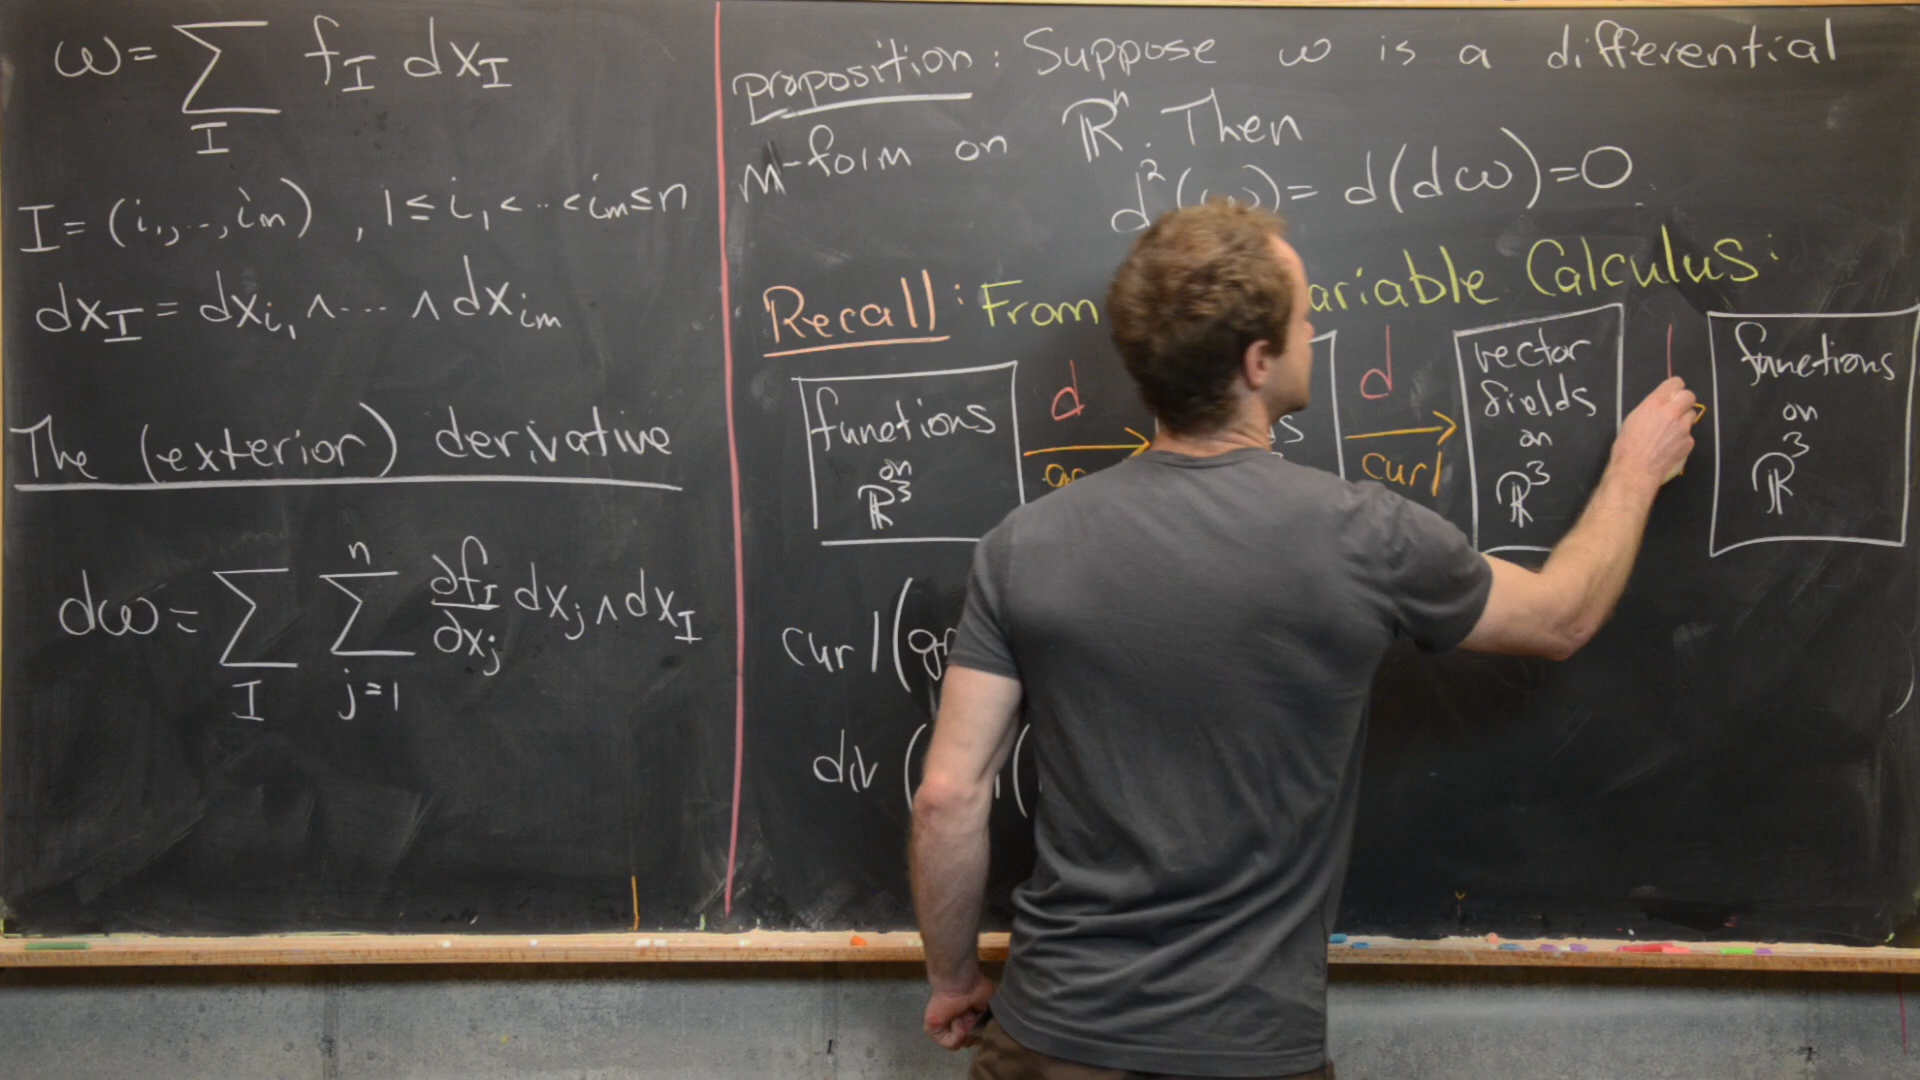 ω = ∑ f_I dx_I
I
I = (i₁, ..., i_m) , 1 ≤ i₁ < ... < i_m ≤ n
dx_I = dx_i₁ ∧ ... ∧ dx_i_m
The (exterior) derivative
dω = ∑_I ∑_{j=1}^n ∂f_I/∂x_j dx_j ∧ dx_I
proposition: Suppose ω is a differential
m-form on ℝⁿ. Then
d²(ω) = d(dω) = 0.
Recall: From Calculus:
functions
on
ℝ³
d
d
curl
vector
fields
on
ℝ³
functions
on
ℝ³
curl (
div (